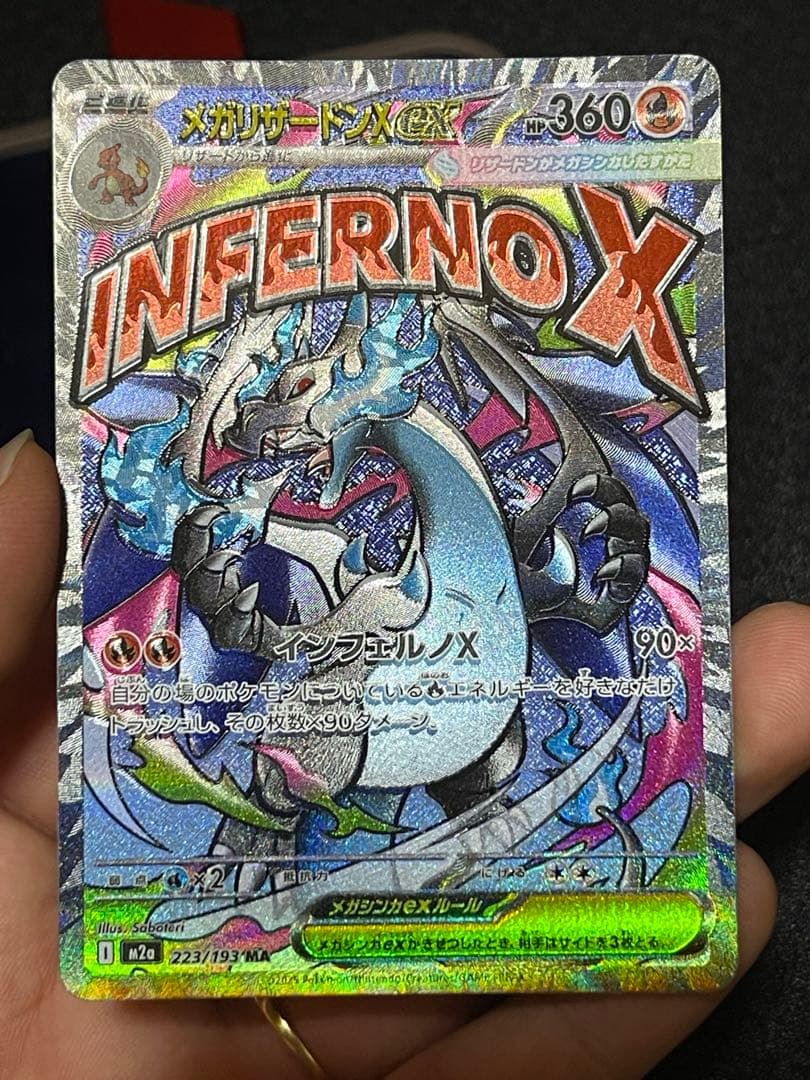 2進化
メガリザードンXex
HP360
リザードから進化
リザードンがメガシンカしたすがた
INFERNO X
インフェルノX 90×
自分の場のポケモンについている エネルギーを好きなだけ
トラッシュし、その枚数×90ダメージ。
弱点 ×2 抵抗力 にげる
メガシンカexルール
メガシンカexがきぜつしたとき、相手はサイドを3枚とる。
Illus. Saboteri
I M2a 223/193 MA
©2025 Pokémon/Nintendo/Creatures/GAME FREAK